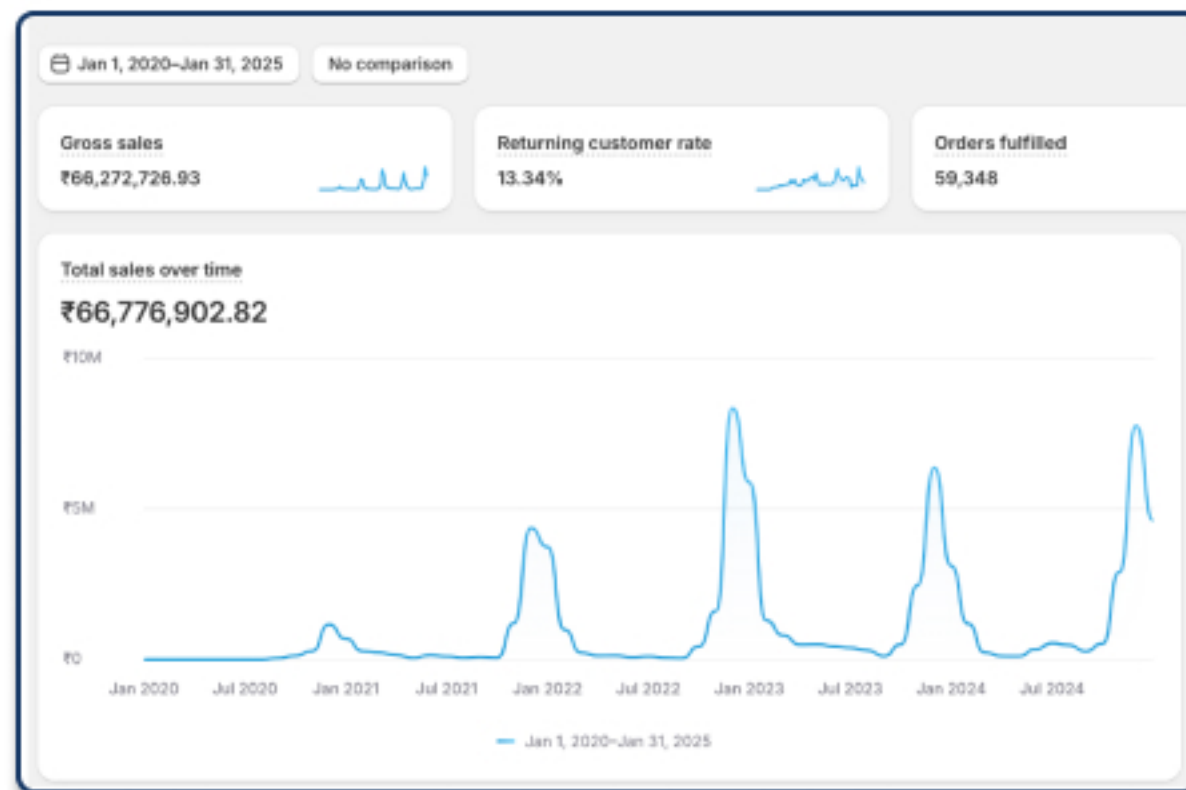 Jan 1, 2020–Jan 31, 2025
No comparison
Gross sales
₹66,272,726.93
Returning customer rate
13.34%
Orders fulfilled
59,348
Total sales over time
₹66,776,902.82
₹10M
₹5M
₹0
Jan 2020 Jul 2020 Jan 2021 Jul 2021 Jan 2022 Jul 2022 Jan 2023 Jul 2023 Jan 2024 Jul 2024
Jan 1, 2020–Jan 31, 2025